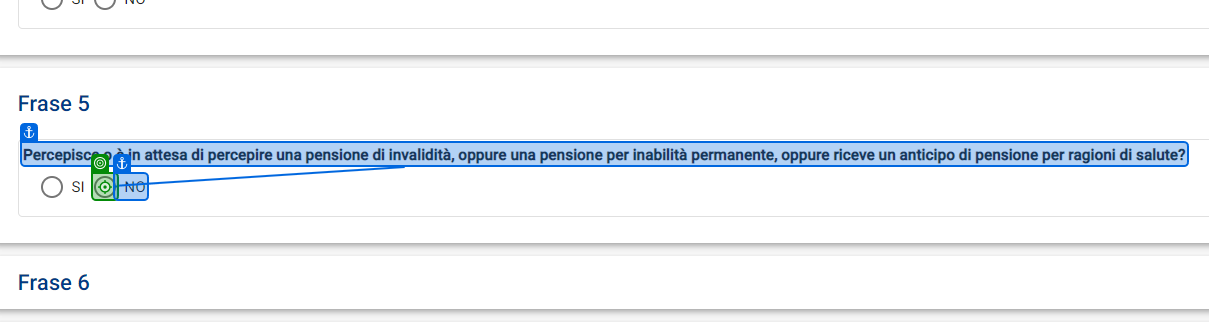 SI NO
Frase 5
Percepisce o è in attesa di percepire una pensione di invalidità, oppure una pensione per inabilità permanente, oppure riceve un anticipo di pensione per ragioni di salute?
SI NO
Frase 6